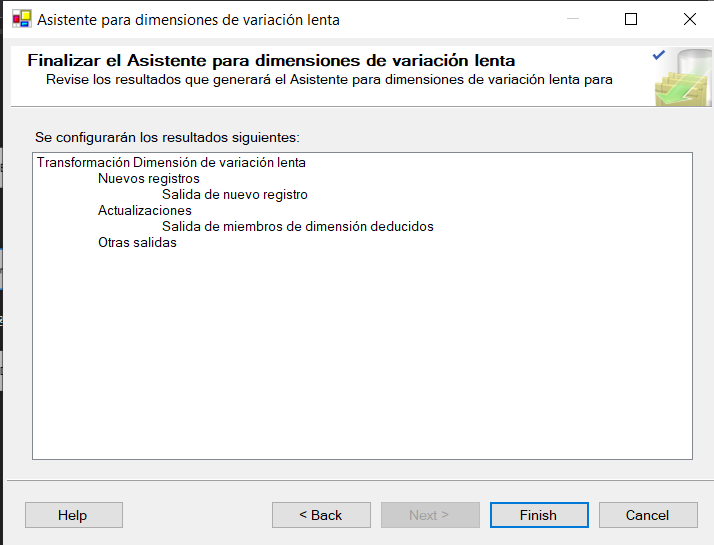 Asistente para dimensiones de variación lenta
Finalizar el Asistente para dimensiones de variación lenta
Revise los resultados que generará el Asistente para dimensiones de variación lenta para
Se configurarán los resultados siguientes:
Transformación Dimensión de variación lenta
Nuevos registros
Salida de nuevo registro
Actualizaciones
Salida de miembros de dimensión deducidos
Otras salidas
Help
< Back
Next >
Finish
Cancel